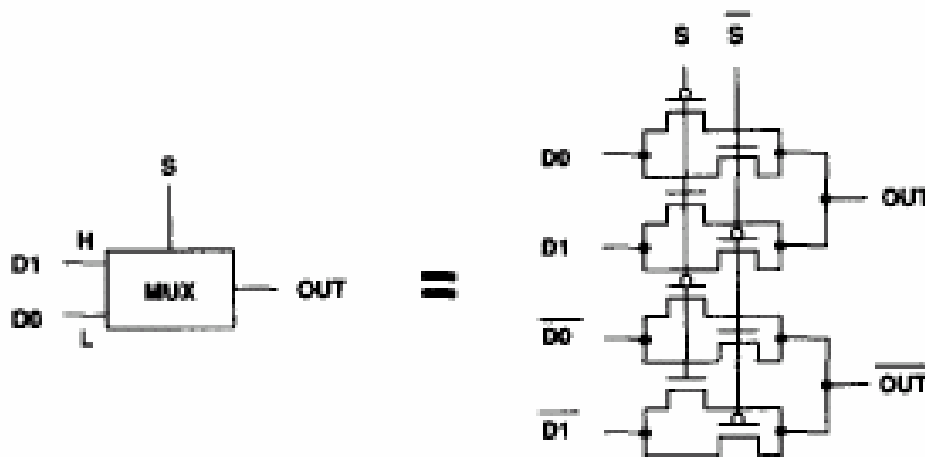 S S̅
D0
S
OUT
H
D1
D1
MUX
OUT
=
D0
L
D̅0̅
O̅U̅T̅
D̅1̅